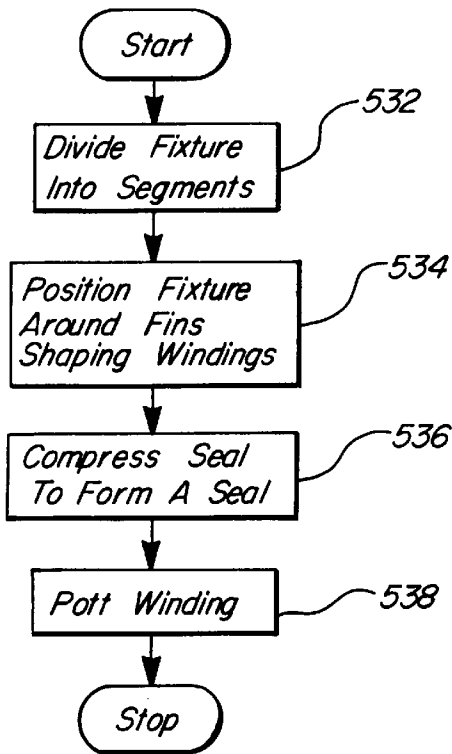 Start
532
Divide Fixture
Into Segments
534
Position Fixture
Around Fins
Shaping Windings
536
Compress Seal
To Form A Seal
Pott Winding
538
Stop